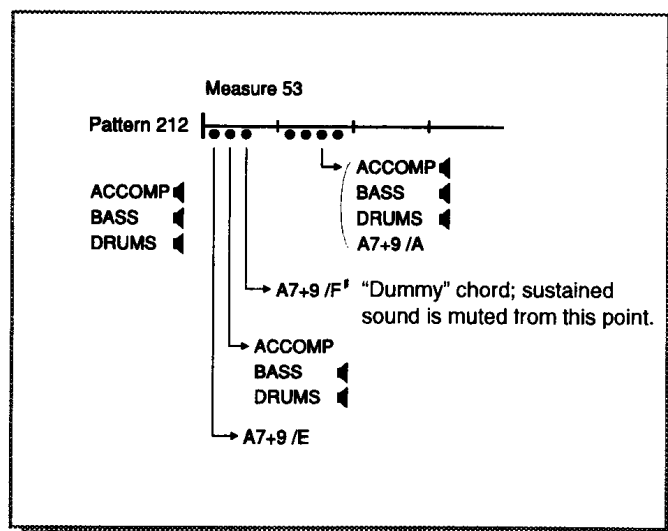 Measure 53
Pattern 212
ACCOMP
BASS
DRUMS
ACCOMP
BASS
DRUMS
A7+9 /A
A7+9 /F♯ “Dummy” chord; sustained
sound is muted from this point.
ACCOMP
BASS
DRUMS
A7+9 /E